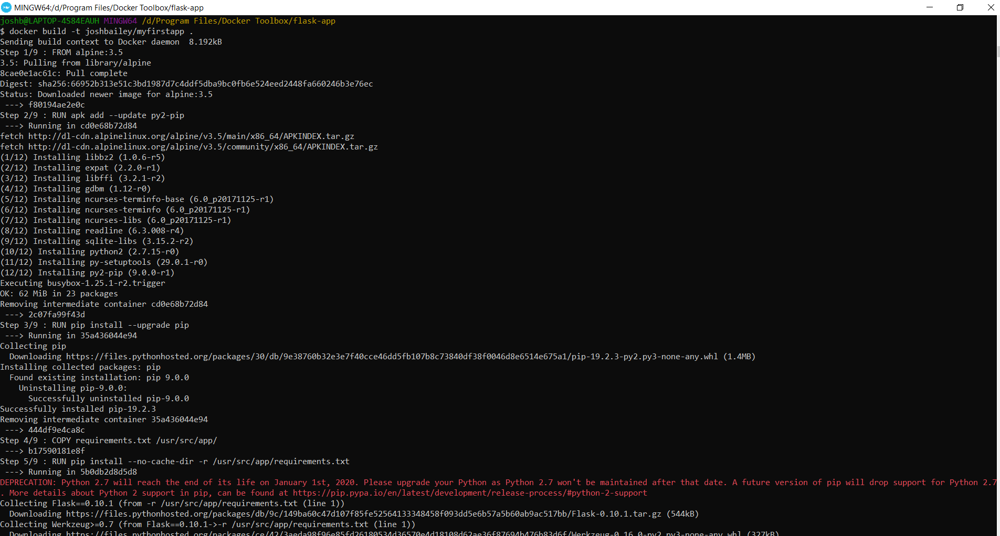 MINGW64:/d/Program Files/Docker Toolbox/flask-app
joshb@LAPTOP-4S84EAUH MINGW64 /d/Program Files/Docker Toolbox/flask-app
$ docker build -t joshbailey/myfirstapp .
Sending build context to Docker daemon  8.192kB
Step 1/9 : FROM alpine:3.5
3.5: Pulling from library/alpine
8cae0e1ac61c: Pull complete
Digest: sha256:66952b313e51c3bd1987d7c4ddf5dba9bc0fb6e524eed2448fa660246b3e76ec
Status: Downloaded newer image for alpine:3.5
 ---> f80194ae2e0c
Step 2/9 : RUN apk add --update py2-pip
 ---> Running in cd0e68b72d84
fetch http://dl-cdn.alpinelinux.org/alpine/v3.5/main/x86_64/APKINDEX.tar.gz
fetch http://dl-cdn.alpinelinux.org/alpine/v3.5/community/x86_64/APKINDEX.tar.gz
(1/12) Installing libbz2 (1.0.6-r5)
(2/12) Installing expat (2.2.0-r1)
(3/12) Installing libffi (3.2.1-r2)
(4/12) Installing gdbm (1.12-r0)
(5/12) Installing ncurses-terminfo-base (6.0_p20171125-r1)
(6/12) Installing ncurses-terminfo (6.0_p20171125-r1)
(7/12) Installing ncurses-libs (6.0_p20171125-r1)
(8/12) Installing readline (6.3.008-r4)
(9/12) Installing sqlite-libs (3.15.2-r2)
(10/12) Installing python2 (2.7.15-r0)
(11/12) Installing py-setuptools (29.0.1-r0)
(12/12) Installing py2-pip (9.0.0-r1)
Executing busybox-1.25.1-r2.trigger
OK: 62 MiB in 23 packages
Removing intermediate container cd0e68b72d84
 ---> 2c07fa99f43d
Step 3/9 : RUN pip install --upgrade pip
 ---> Running in 35a436044e94
Collecting pip
  Downloading https://files.pythonhosted.org/packages/30/db/9e38760b32e3e7f40cce46dd5fb107b8c73840df38f0046d8e6514e675a1/pip-19.2.3-py2.py3-none-any.whl (1.4MB)
Installing collected packages: pip
  Found existing installation: pip 9.0.0
    Uninstalling pip-9.0.0:
      Successfully uninstalled pip-9.0.0
Successfully installed pip-19.2.3
Removing intermediate container 35a436044e94
 ---> 444df9e4ca8c
Step 4/9 : COPY requirements.txt /usr/src/app/
 ---> b17590181e8f
Step 5/9 : RUN pip install --no-cache-dir -r /usr/src/app/requirements.txt
 ---> Running in 5b0db2d8d5d8
DEPRECATION: Python 2.7 will reach the end of its life on January 1st, 2020. Please upgrade your Python as Python 2.7 won't be maintained after that date. A future version of pip will drop support for Python 2.7
. More details about Python 2 support in pip, can be found at https://pip.pypa.io/en/latest/development/release-process/#python-2-support
Collecting Flask==0.10.1 (from -r /usr/src/app/requirements.txt (line 1))
  Downloading https://files.pythonhosted.org/packages/db/9c/149ba60c47d107f85fe52564133348458f093dd5e6b57a5b60ab9ac517bb/Flask-0.10.1.tar.gz (544kB)
Collecting Werkzeug>=0.7 (from Flask==0.10.1->-r /usr/src/app/requirements.txt (line 1))
  Downloading https://files.pythonhosted.org/packages/ce/42/3aeda98f96e85fd26180534d36570e4d18108d62ae36f87694b476b83d6f/Werkzeug-0.16.0-py2.py3-none-any.whl (327kB)